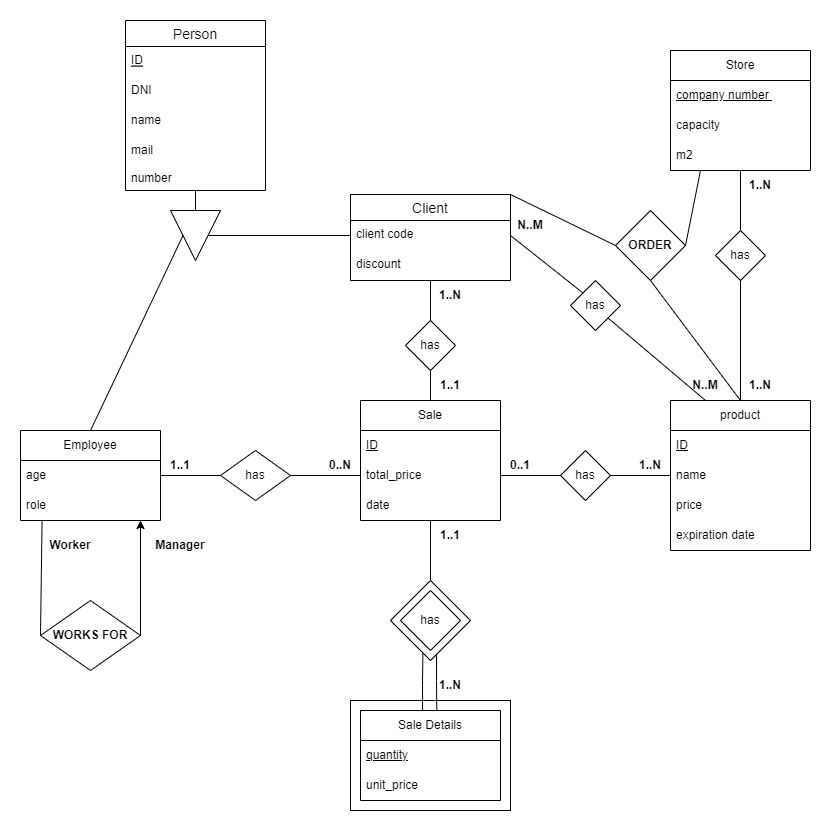 Person
ID
DNI
name
mail
number
Store
company number
capacity
m2
1..N
Client
client code
discount
N..M
ORDER
has
1..N
has
has
1..1
N..M
1..N
Sale
ID
total_price
date
product
ID
name
price
expiration date
Employee
age
role
1..1
has
0..N
0..1
has
1..N
Worker
Manager
WORKS FOR
1..1
has
1..N
Sale Details
quantity
unit_price